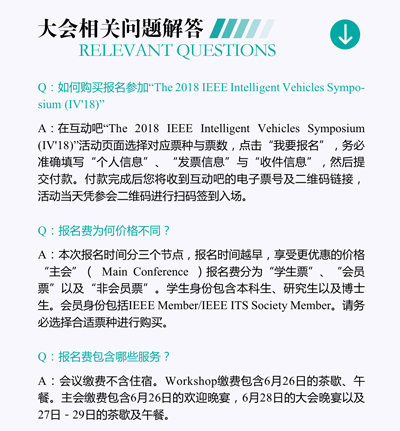 大会相关问题解答
RELEVANT QUESTIONS
Q：如何购买报名参加“The 2018 IEEE Intelligent Vehicles Sympo-
sium (IV'18)”
A：在互动吧“The 2018 IEEE Intelligent Vehicles Symposium
(IV'18)”活动页面选择对应票种与票数，点击“我要报名”，务必
准确填写“个人信息”、“发票信息”与“收件信息”，然后提
交付款。付款完成后您将收到互动吧的电子票号及二维码链接，
活动当天凭参会二维码进行扫码签到入场。
Q：报名费为何价格不同？
A：本次报名时间分三个节点，报名时间越早，享受更优惠的价格
“主会”（ Main Conference ）报名费分为“学生票”、“会员
票”以及“非会员票”。学生身份包含本科生、研究生以及博士
生。会员身份包括IEEE Member/IEEE ITS Society Member。请务
必选择合适票种进行购买。
Q：报名费包含哪些服务？
A：会议缴费不含住宿。Workshop缴费包含6月26日的茶歇、午
餐。主会缴费包含6月26日的欢迎晚宴，6月28日的大会晚宴以及
27日 - 29日的茶歇及午餐。